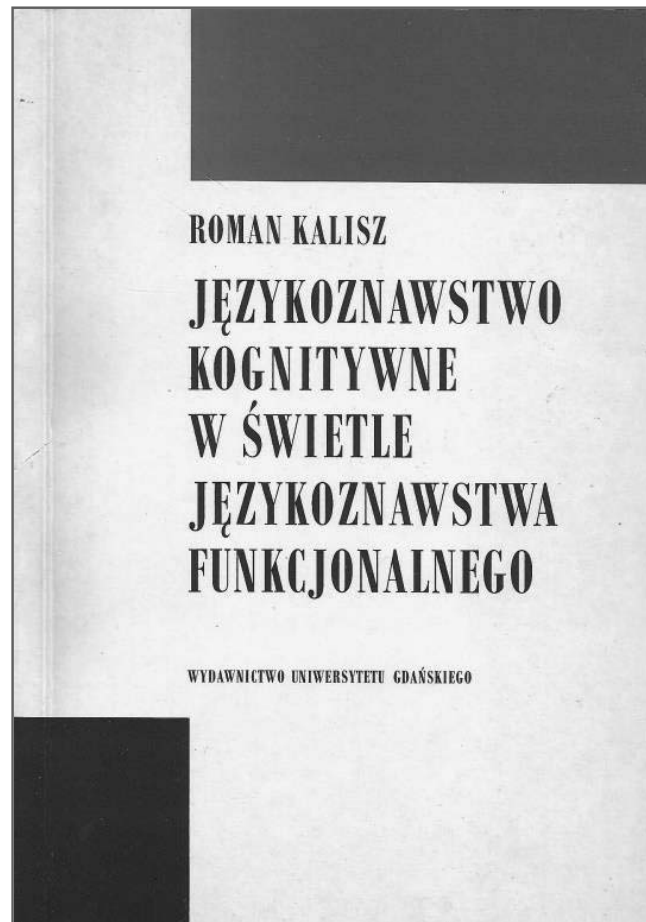 ROMAN KALISZ
JĘZYKOZNAWSTWO
KOGNITYWNE
W ŚWIETLE
JĘZYKOZNAWSTWA
FUNKCJONALNEGO
WYDAWNICTWO UNIWERSYTETU GDAŃSKIEGO